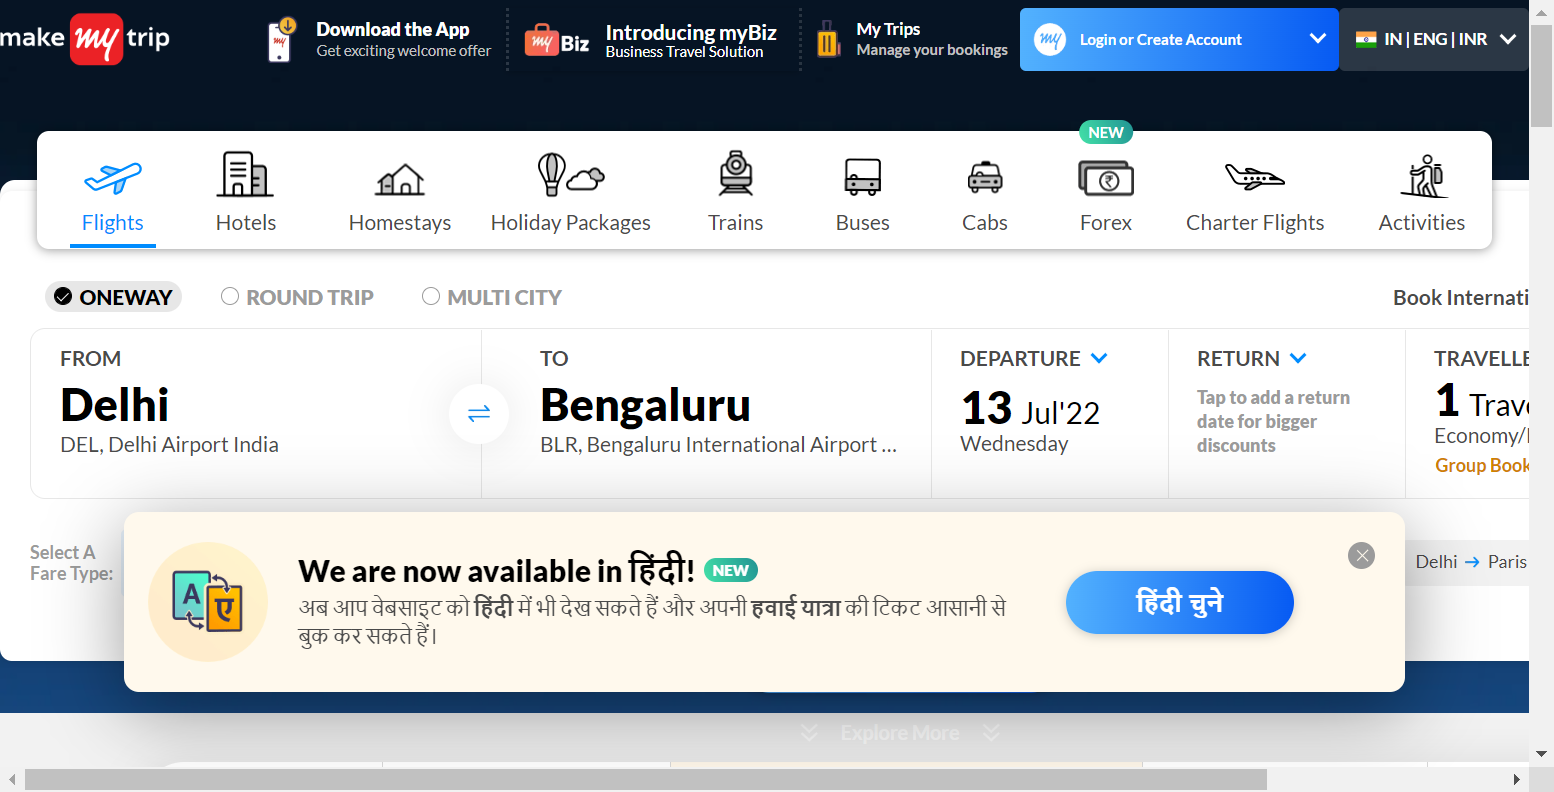 make my trip
Download the App
Get exciting welcome offer
my Biz
Introducing myBiz
Business Travel Solution
My Trips
Manage your bookings
my Login or Create Account
IN | ENG | INR
NEW
Flights
Hotels
Homestays
Holiday Packages
Trains
Buses
Cabs
Forex
Charter Flights
Activities
ONEWAY
ROUND TRIP
MULTI CITY
Book Internati
FROM
Delhi
DEL, Delhi Airport India
TO
Bengaluru
BLR, Bengaluru International Airport ...
DEPARTURE
13 Jul'22
Wednesday
RETURN
Tap to add a return
date for bigger
discounts
TRAVELLE
1 Trave
Economy/
Group Book
Select A
Fare Type:
Delhi → Paris
A ए
We are now available in हिंदी! NEW
अब आप वेबसाइट को हिंदी में भी देख सकते हैं और अपनी हवाई यात्रा की टिकट आसानी से
बुक कर सकते हैं।
हिंदी चुने
Explore More